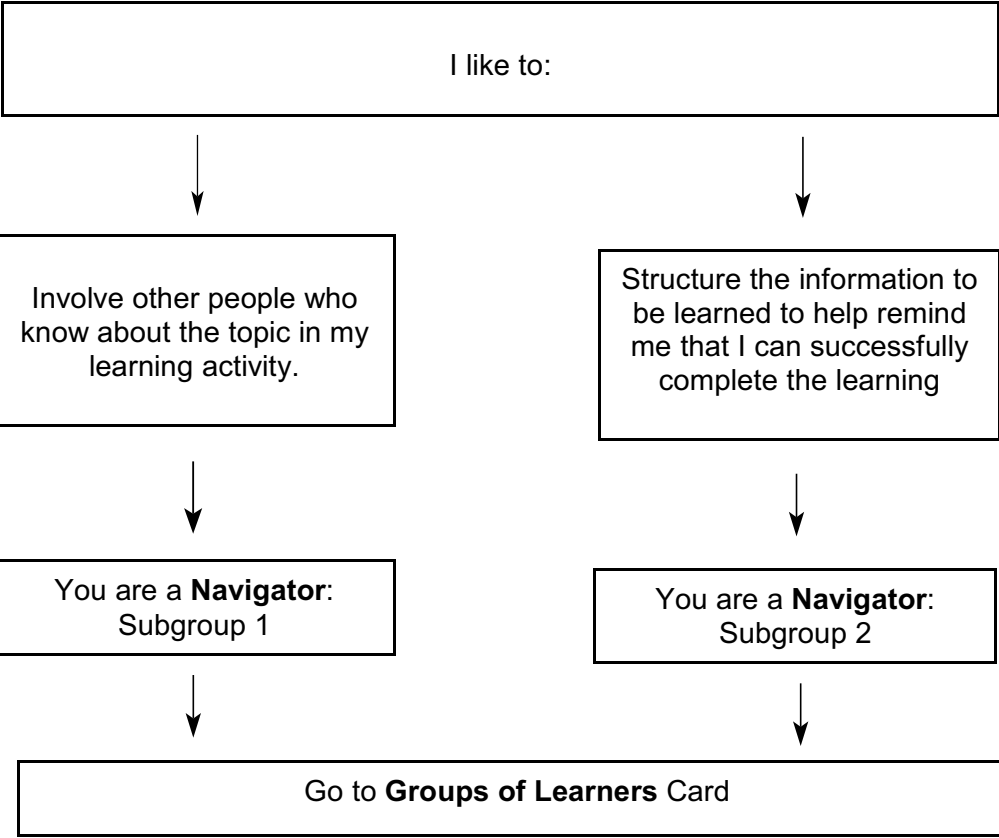 I like to:
Involve other people who
know about the topic in my
learning activity.
Structure the information to
be learned to help remind
me that I can successfully
complete the learning
You are a Navigator:
Subgroup 1
You are a Navigator:
Subgroup 2
Go to Groups of Learners Card